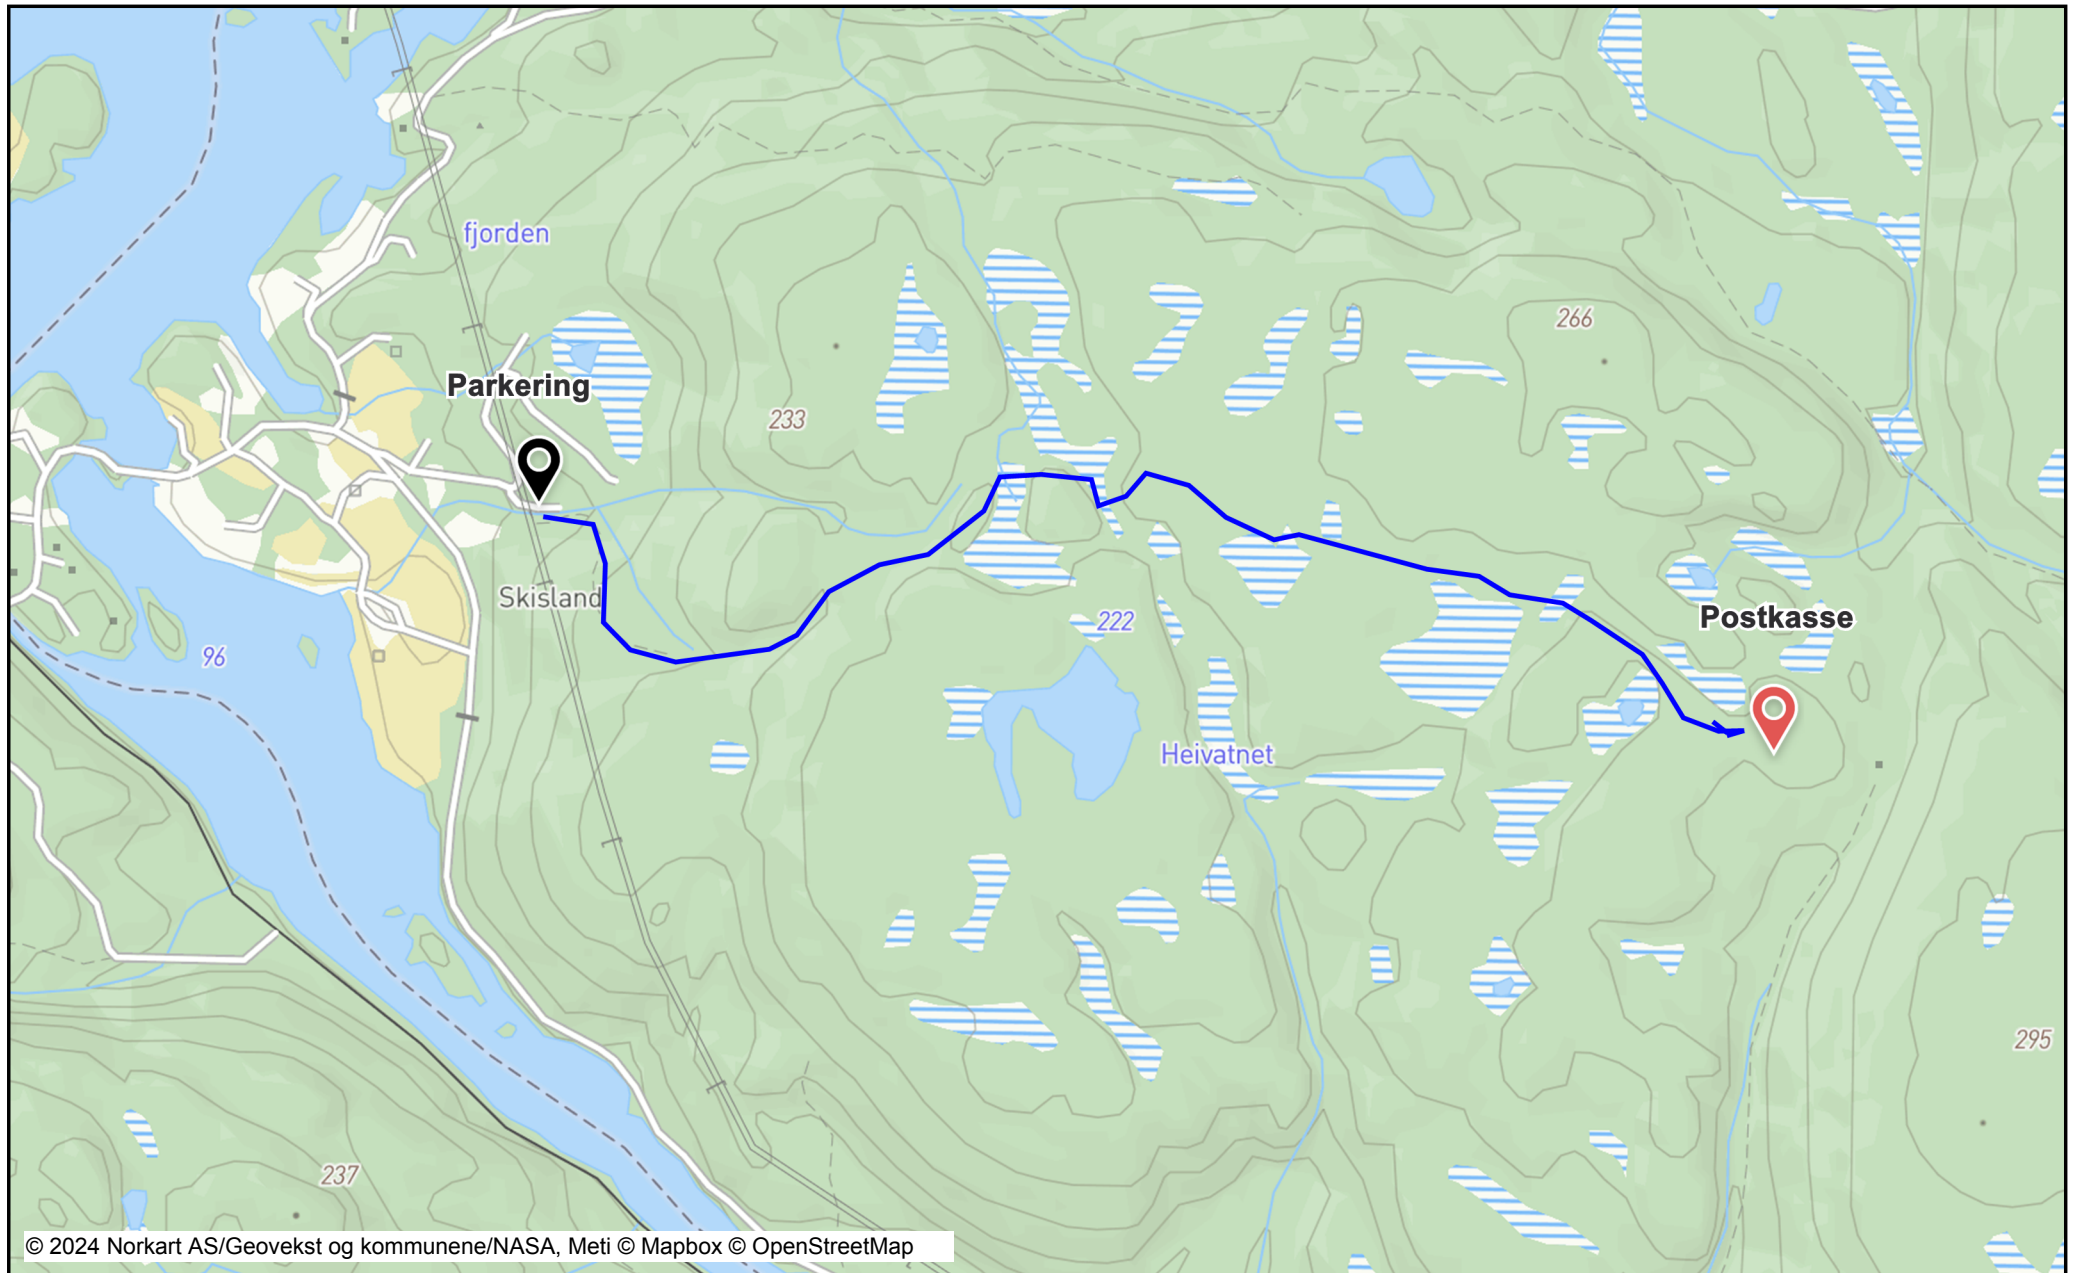 fjorden
266
Parkering
233
Skisland
222
Postkasse
96
Heivatnet
295
237
© 2024 Norkart AS/Geovekst og kommunene/NASA, Meti © Mapbox © OpenStreetMap